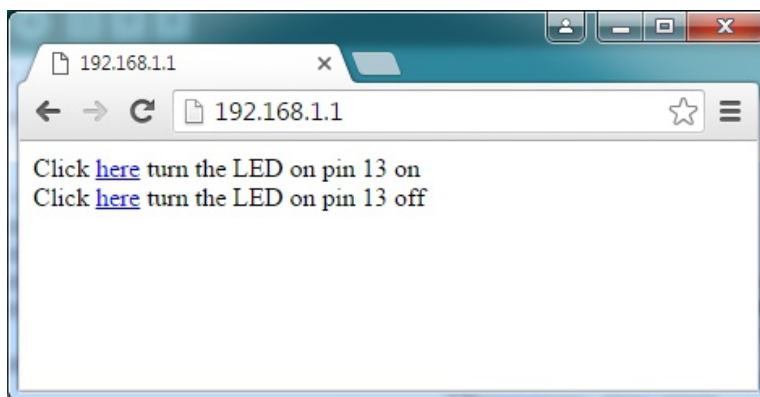 192.168.1.1
192.168.1.1
Click here turn the LED on pin 13 on
Click here turn the LED on pin 13 off